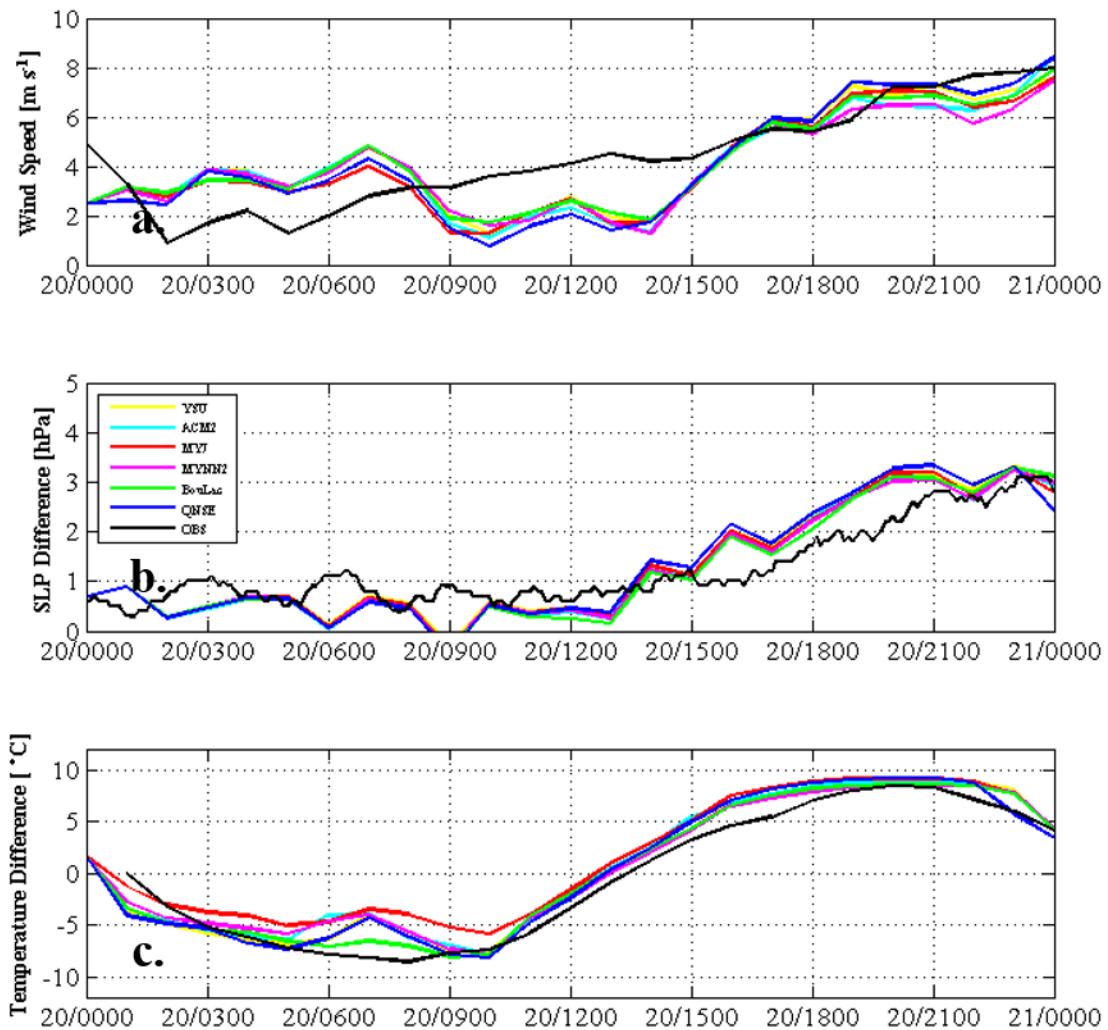 10
8
6
4
2
0
Wind Speed [m s-1]
a.
20/0000 20/0300 20/0600 20/0900 20/1200 20/1500 20/1800 20/2100 21/0000
5
4
3
2
1
0
SLP Difference [hPa]
YSU
ACM2
MYJ
MYNN2
BouLac
QNSE
OBS
b.
20/0000 20/0300 20/0600 20/0900 20/1200 20/1500 20/1800 20/2100 21/0000
10
5
0
-5
-10
Temperature Difference [ °C]
c.
20/0000 20/0300 20/0600 20/0900 20/1200 20/1500 20/1800 20/2100 21/0000